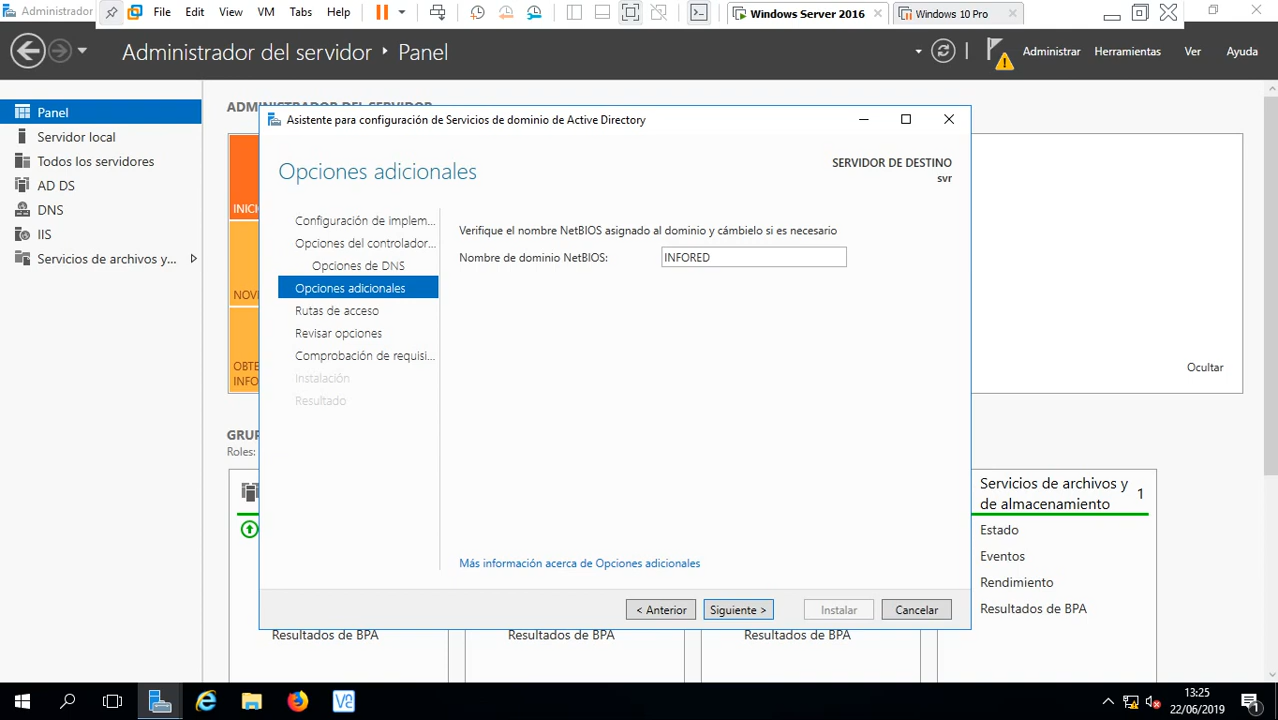 Administrador
File Edit View VM Tabs Help
Windows Server 2016
Windows 10 Pro
Administrador del servidor ‣ Panel
Administrar Herramientas Ver Ayuda
Panel
Servidor local
Todos los servidores
AD DS
DNS
IIS
Servicios de archivos y...
Asistente para configuración de Servicios de dominio de Active Directory
Opciones adicionales
SERVIDOR DE DESTINO
svr
Configuración de implem...
Opciones del controlador...
Opciones de DNS
Opciones adicionales
Rutas de acceso
Revisar opciones
Comprobación de requisi...
Instalación
Resultado
Verifique el nombre NetBIOS asignado al dominio y cámbielo si es necesario
Nombre de dominio NetBIOS: INFORED
Más información acerca de Opciones adicionales
< Anterior Siguiente > Instalar Cancelar
Ocultar
Roles:
Servicios de archivos y
de almacenamiento 1
Estado
Eventos
Rendimiento
Resultados de BPA
Resultados de BPA Resultados de BPA Resultados de BPA
13:25
22/06/2019